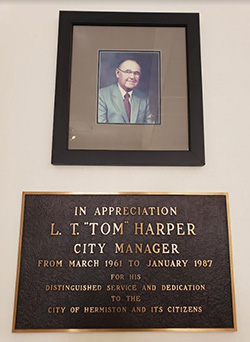 IN APPRECIATION
L. T. "TOM" HARPER
CITY MANAGER
FROM MARCH 1961 TO JANUARY 1987
FOR HIS
DISTINGUISHED SERVICE AND DEDICATION
TO THE
CITY OF HERMISTON AND ITS CITIZENS